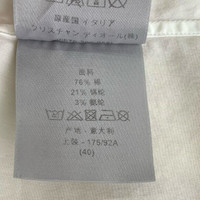 原産国 イタリア
クリスチャン ディオール(株)
面料
76% 棉
21% 锦纶
3% 氨纶
产地 - 意大利
上装 - 175/92A
(40)